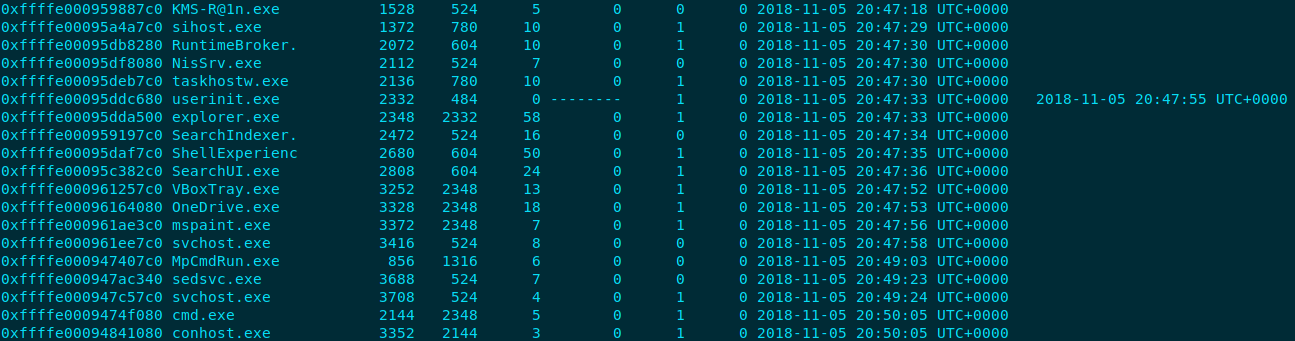 0xffffe000959887c0 KMS-R@1n.exe 1528 524 5 0 0 0 2018-11-05 20:47:18 UTC+0000
0xffffe00095a4a7c0 sihost.exe 1372 780 10 0 1 0 2018-11-05 20:47:29 UTC+0000
0xffffe00095db8280 RuntimeBroker. 2072 604 10 0 1 0 2018-11-05 20:47:30 UTC+0000
0xffffe00095df8080 NisSrv.exe 2112 524 7 0 0 0 2018-11-05 20:47:30 UTC+0000
0xffffe00095deb7c0 taskhostw.exe 2136 780 10 0 1 0 2018-11-05 20:47:30 UTC+0000
0xffffe00095ddc680 userinit.exe 2332 484 0 -------- 1 0 2018-11-05 20:47:33 UTC+0000 2018-11-05 20:47:55 UTC+0000
0xffffe00095dda500 explorer.exe 2348 2332 58 0 1 0 2018-11-05 20:47:33 UTC+0000
0xffffe000959197c0 SearchIndexer. 2472 524 16 0 0 0 2018-11-05 20:47:34 UTC+0000
0xffffe00095daf7c0 ShellExperienc 2680 604 50 0 1 0 2018-11-05 20:47:35 UTC+0000
0xffffe00095c382c0 SearchUI.exe 2808 604 24 0 1 0 2018-11-05 20:47:36 UTC+0000
0xffffe000961257c0 VBoxTray.exe 3252 2348 13 0 1 0 2018-11-05 20:47:52 UTC+0000
0xffffe00096164080 OneDrive.exe 3328 2348 18 0 1 0 2018-11-05 20:47:53 UTC+0000
0xffffe000961ae3c0 mspaint.exe 3372 2348 7 0 1 0 2018-11-05 20:47:56 UTC+0000
0xffffe000961ee7c0 svchost.exe 3416 524 8 0 0 0 2018-11-05 20:47:58 UTC+0000
0xffffe000947407c0 MpCmdRun.exe 856 1316 6 0 0 0 2018-11-05 20:49:03 UTC+0000
0xffffe000947ac340 sedsvc.exe 3688 524 7 0 0 0 2018-11-05 20:49:23 UTC+0000
0xffffe000947c57c0 svchost.exe 3708 524 4 0 1 0 2018-11-05 20:49:24 UTC+0000
0xffffe0009474f080 cmd.exe 2144 2348 5 0 1 0 2018-11-05 20:50:05 UTC+0000
0xffffe00094841080 conhost.exe 3352 2144 3 0 1 0 2018-11-05 20:50:05 UTC+0000